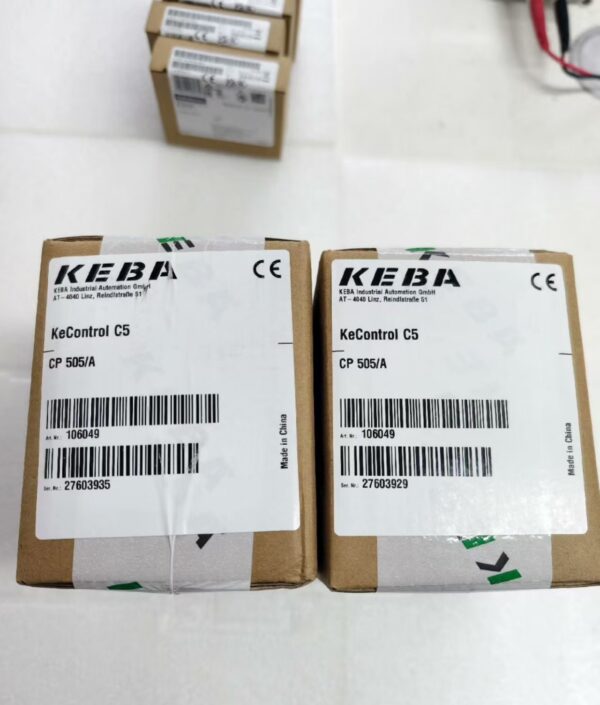 KEBA
KEBA Industrial Automation GmbH
AT – 4040 Linz, Reindlstraße 51
KeControl C5
CP 505/A
Art. Nr.: 106049
Ser. Nr.: 27603935
Made in China
KEBA
KEBA Industrial Automation GmbH
AT – 4040 Linz, Reindlstraße 51
KeControl C5
CP 505/A
Art. Nr.: 106049
Ser. Nr.: 27603929
Made in China